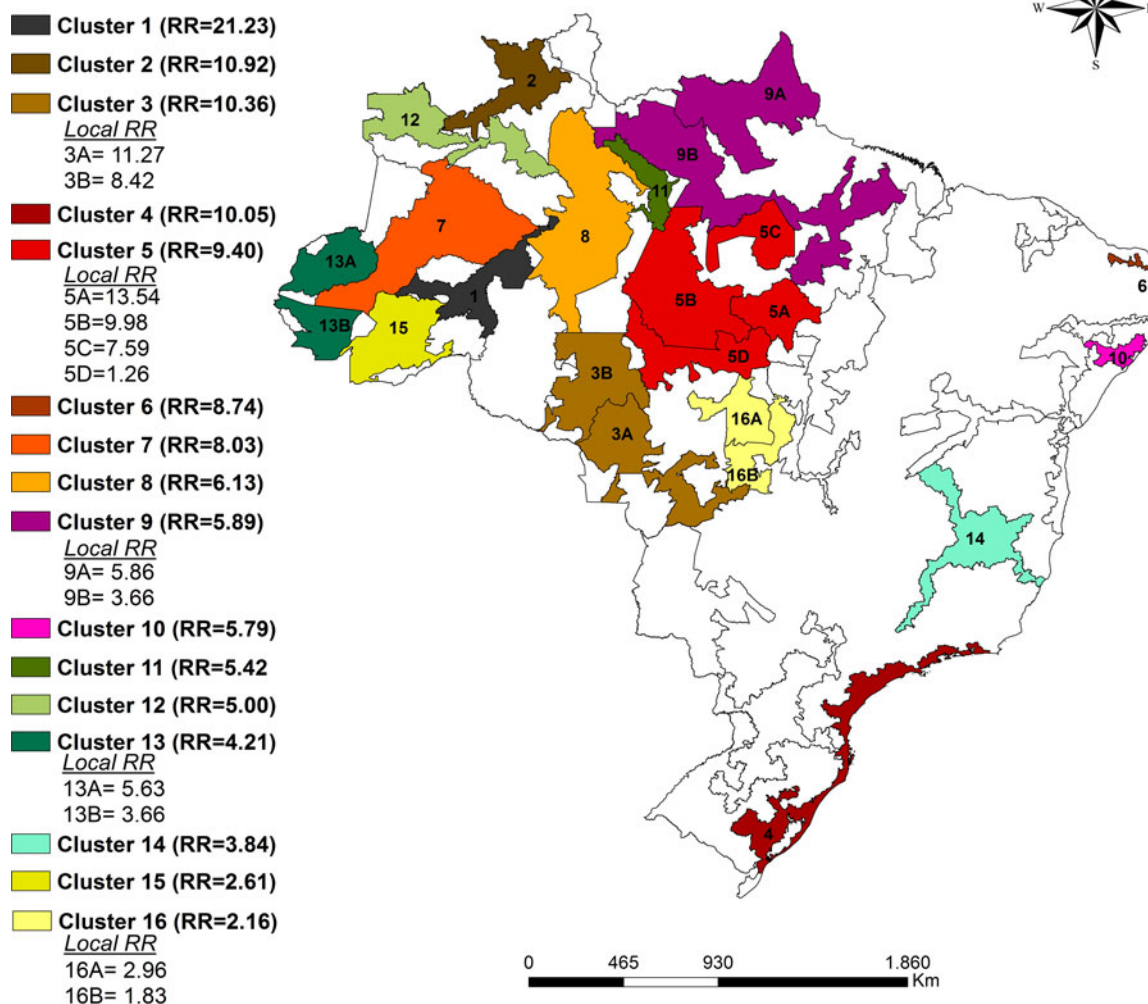 Cluster 1 (RR=21.23)
Cluster 2 (RR=10.92)
Cluster 3 (RR=10.36)
Local RR
3A= 11.27
3B= 8.42
Cluster 4 (RR=10.05)
Cluster 5 (RR=9.40)
Local RR
5A=13.54
5B=9.98
5C=7.59
5D=1.26
Cluster 6 (RR=8.74)
Cluster 7 (RR=8.03)
Cluster 8 (RR=6.13)
Cluster 9 (RR=5.89)
Local RR
9A= 5.86
9B= 3.66
Cluster 10 (RR=5.79)
Cluster 11 (RR=5.42
Cluster 12 (RR=5.00)
Cluster 13 (RR=4.21)
Local RR
13A= 5.63
13B= 3.66
Cluster 14 (RR=3.84)
Cluster 15 (RR=2.61)
Cluster 16 (RR=2.16)
Local RR
16A= 2.96
16B= 1.83
W
S
2
9A
12
9B
11
7
8
5C
13A
6
1
5B
5A
13B
15
5D
10
3B
16A
3A
16B
14
4
0 465 930 1.860
Km